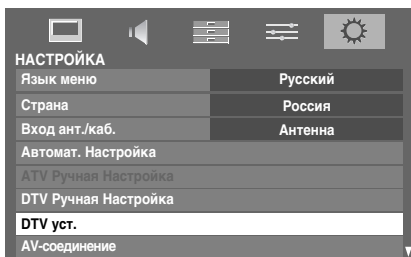 НАСТРОЙКА
Язык меню Русский
Страна Россия
Вход ант./каб. Антенна
Автомат. Настройка
ATV Ручная Настройка
DTV Ручная Настройка
DTV уст.
AV-соединение